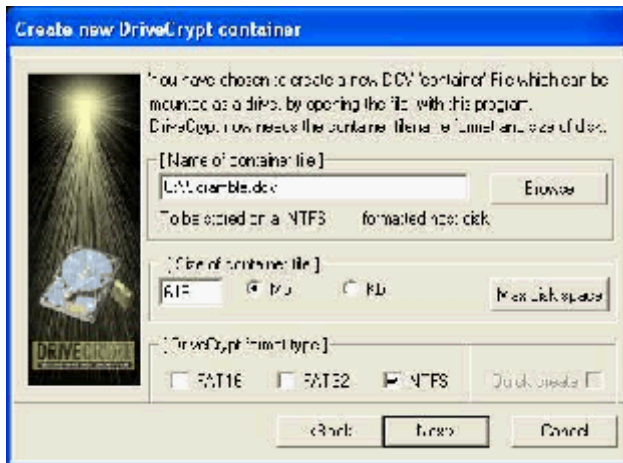 Create new DriveCrypt container
You have chosen to create a new DCV 'container' File which can be
mounted as a drive, by opening the file, with this program.
DriveCrypt now needs the container filename format and size of disk.
[ Name of container file ]
Browse
To be stored on a NTFS formatted host disk
[ Size of container file ]
Mb
Kb
Max disk space
[ DriveCrypt format type ]
FAT16
FAT32
NTFS
Quick create
DRIVECRYPT
<Back
Next>
Cancel